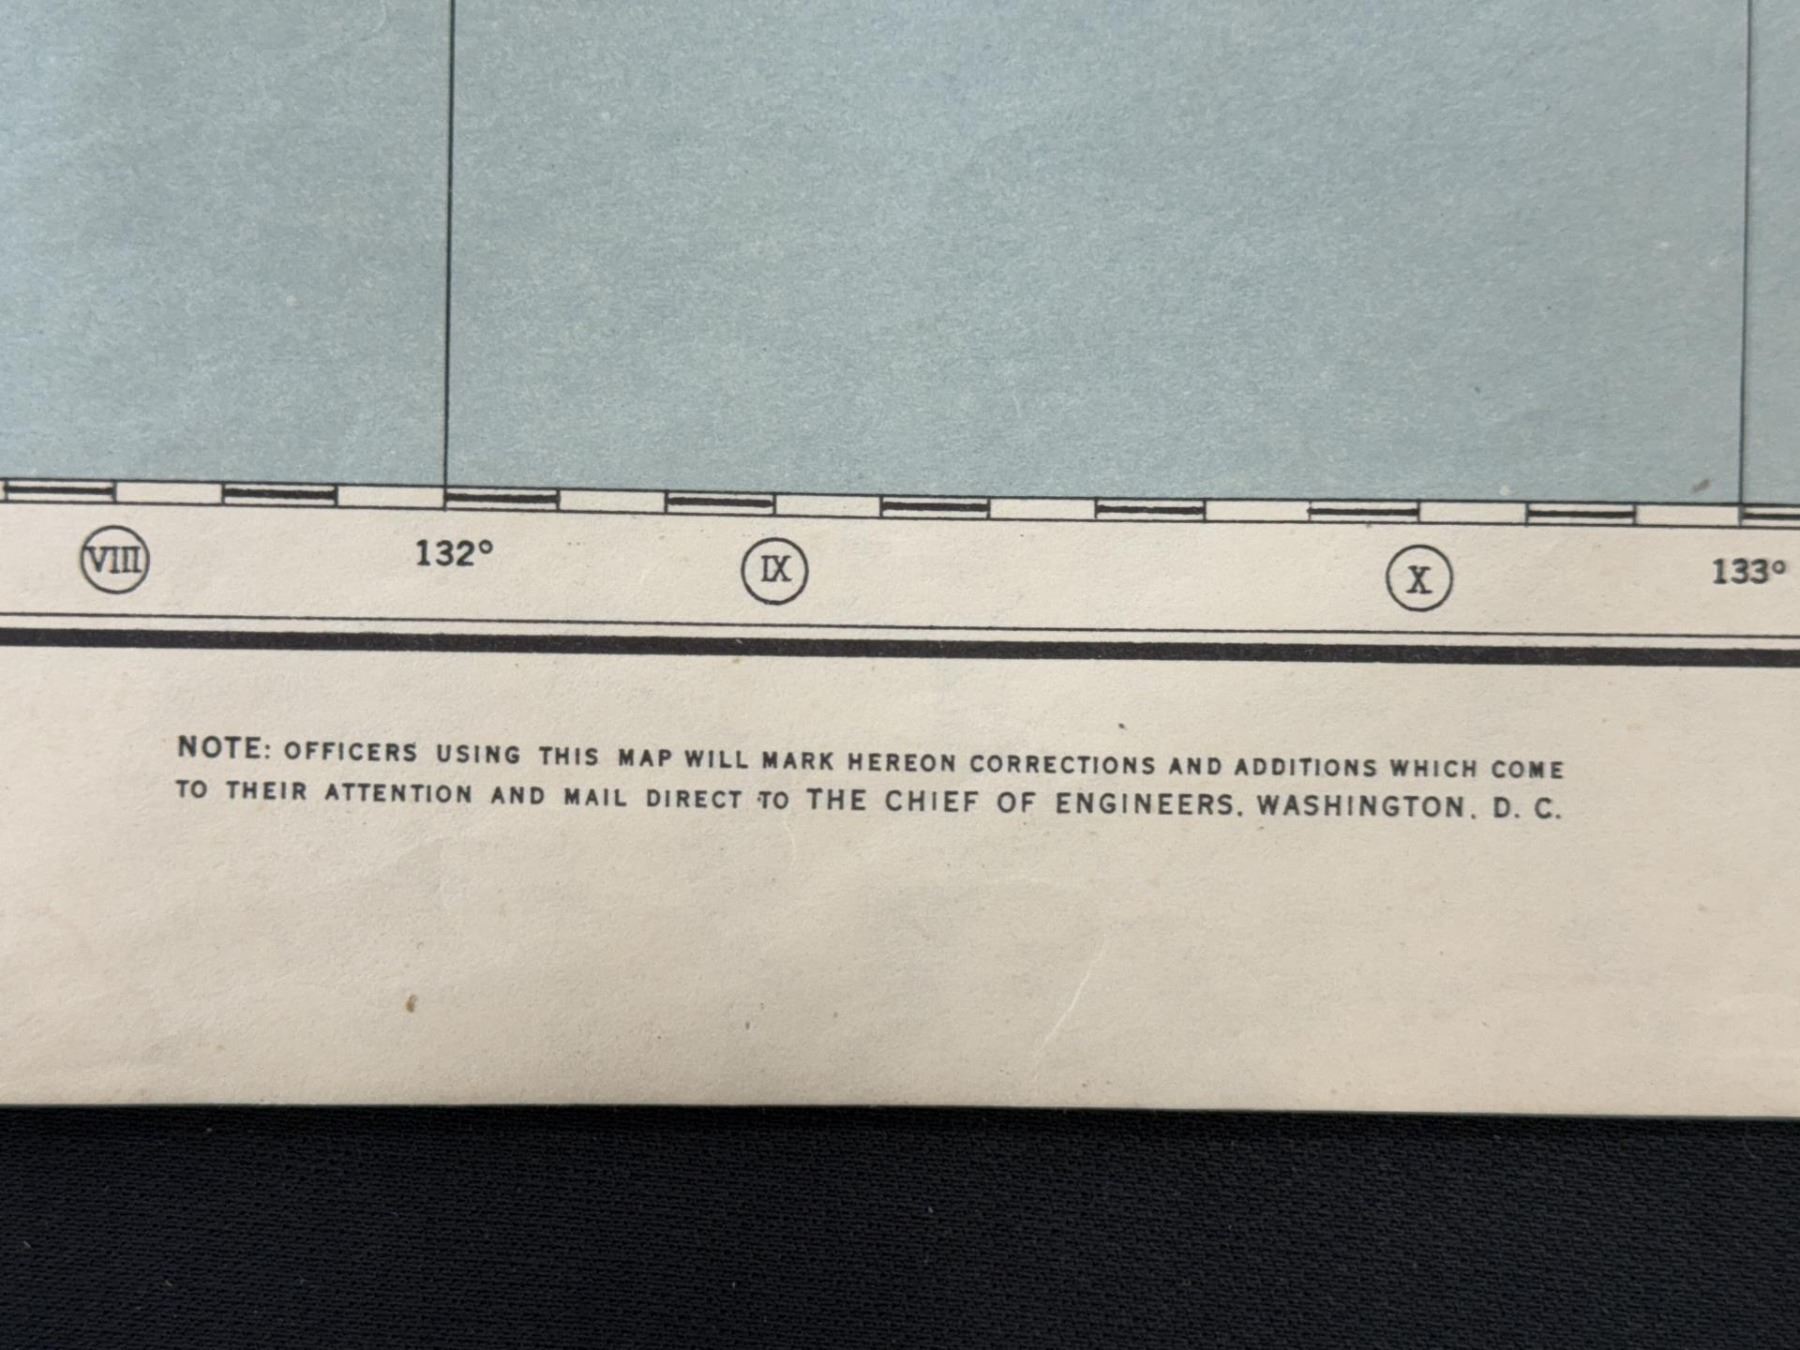 VIII 132° IX X 133°
NOTE: OFFICERS USING THIS MAP WILL MARK HEREON CORRECTIONS AND ADDITIONS WHICH COME
TO THEIR ATTENTION AND MAIL DIRECT TO THE CHIEF OF ENGINEERS, WASHINGTON, D. C.